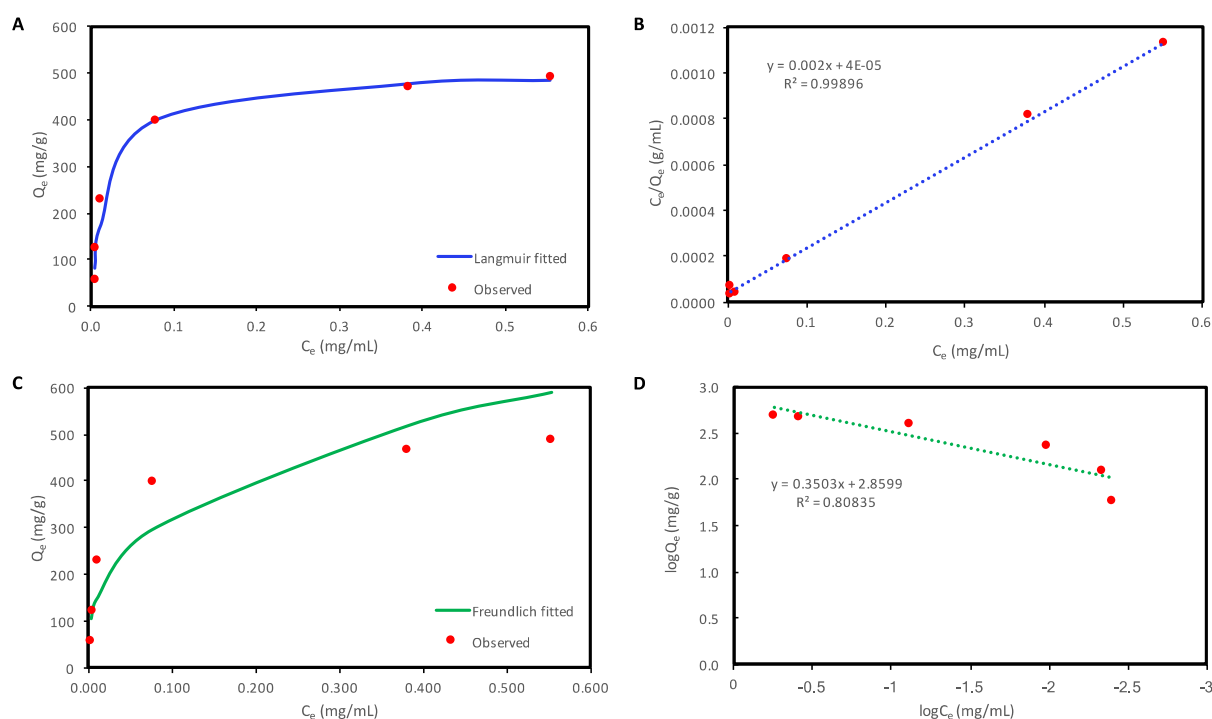 A
600
500
400
300
200
100
0
0.0 0.1 0.2 0.3 0.4 0.5 0.6
Qe (mg/g)
Ce (mg/mL)
Langmuir fitted
Observed
B
0.0012
0.0010
0.0008
0.0006
0.0004
0.0002
0.0000
0 0.1 0.2 0.3 0.4 0.5 0.6
Ce/Qe (g/mL)
Ce (mg/mL)
y = 0.002x + 4E-05
R² = 0.99896
C
600
500
400
300
200
100
0
0.000 0.100 0.200 0.300 0.400 0.500 0.600
Qe (mg/g)
Ce (mg/mL)
Freundlich fitted
Observed
D
3.0
2.5
2.0
1.5
1.0
0.5
0.0
0 -0.5 -1 -1.5 -2 -2.5 -3
logQe (mg/g)
logCe (mg/mL)
y = 0.3503x + 2.8599
R² = 0.80835